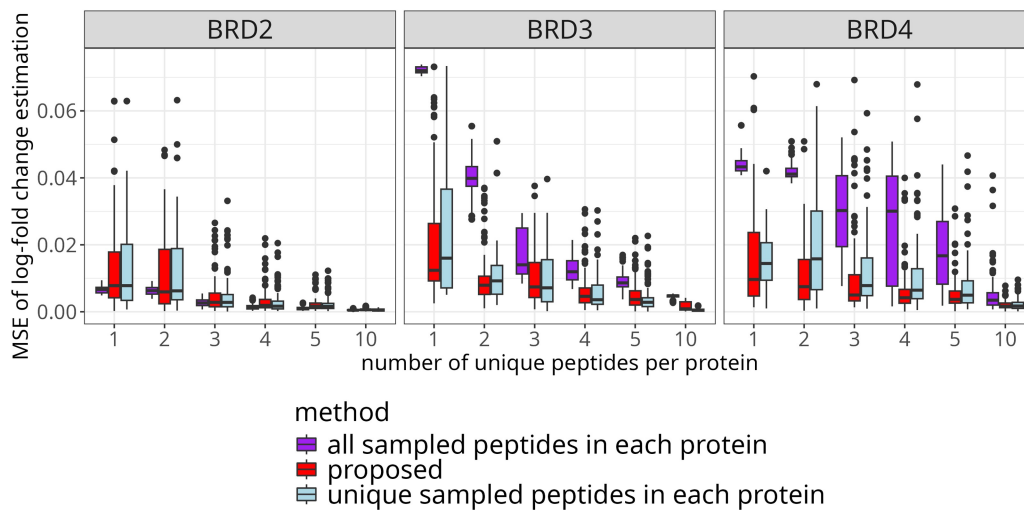 BRD2 BRD3 BRD4
MSE of log-fold change estimation
0.06
0.04
0.02
0.00
1 2 3 4 5 10 1 2 3 4 5 10 1 2 3 4 5 10
number of unique peptides per protein
method
all sampled peptides in each protein
proposed
unique sampled peptides in each protein